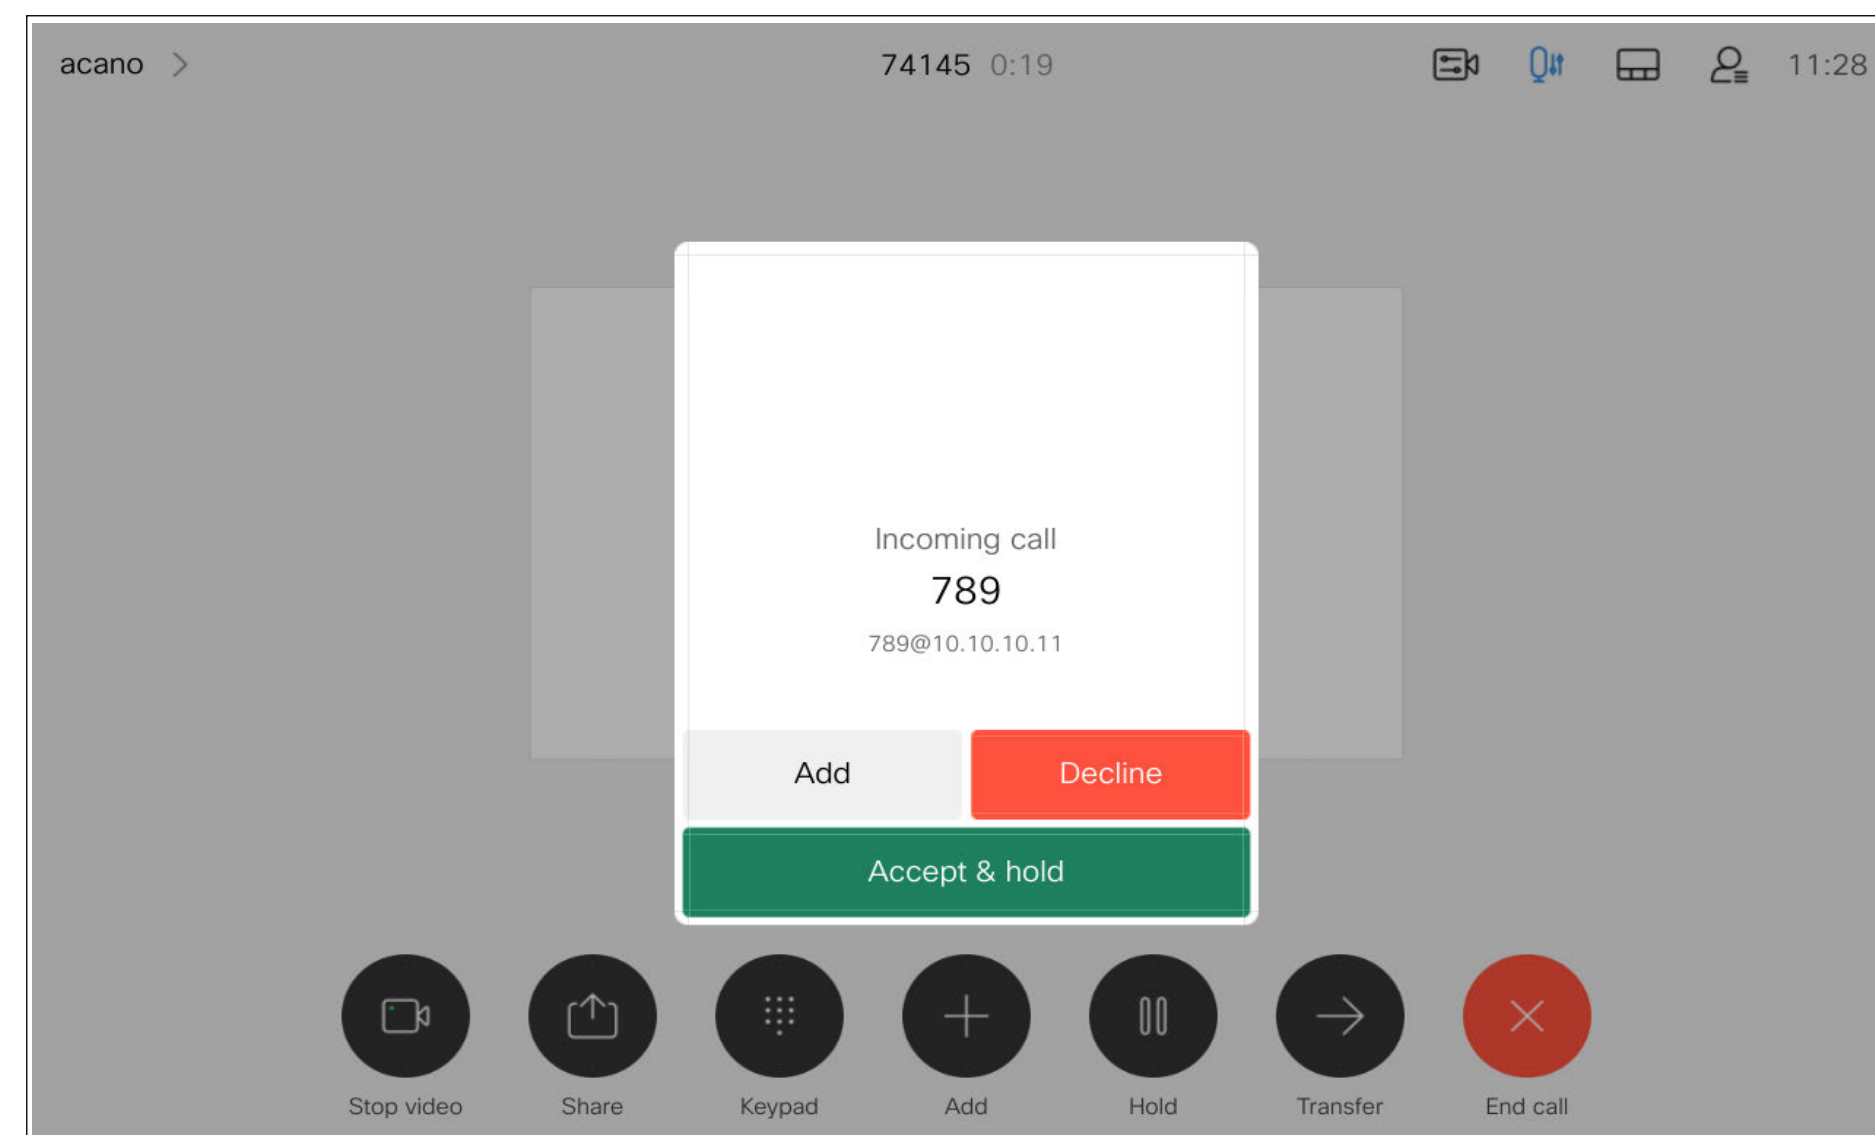 acano
74145 0:19
11:28
Incoming call
789
789@10.10.10.11
Add
Decline
Accept & hold
Stop video
Share
Keypad
Add
Hold
Transfer
End call